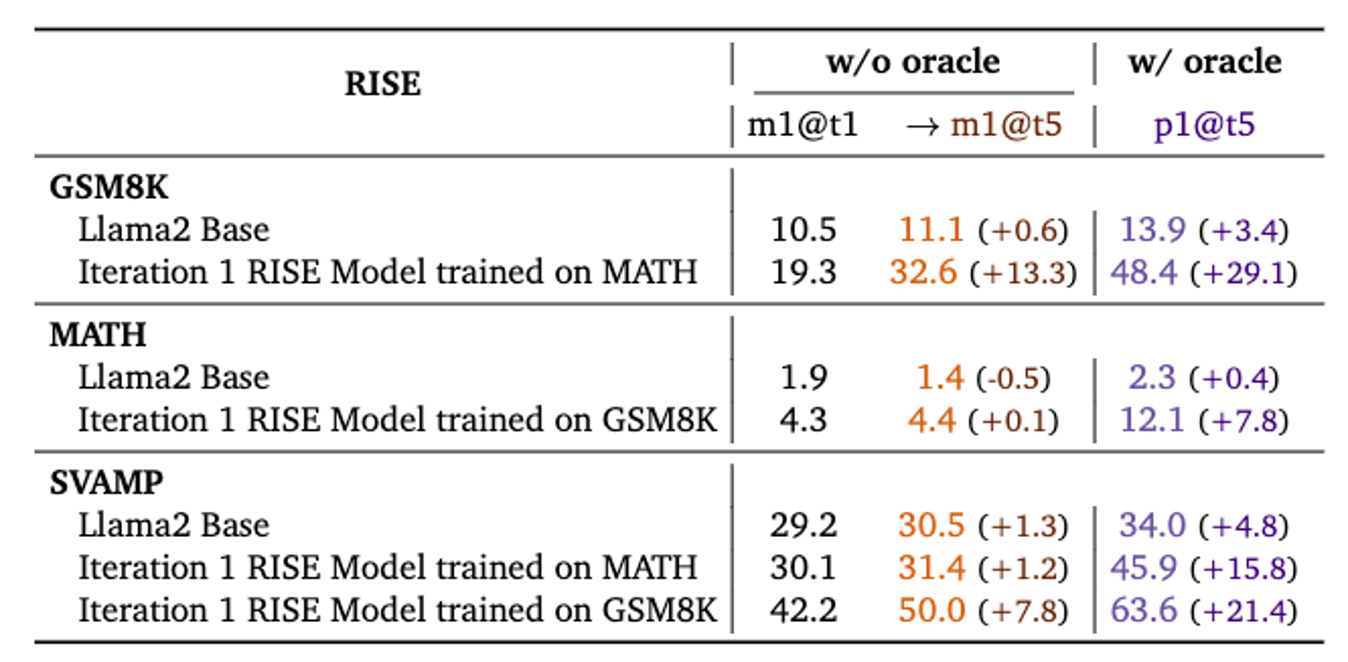 RISE w/o oracle w/ oracle
m1@t1 → m1@t5 p1@t5
GSM8K
Llama2 Base 10.5 11.1 (+0.6) 13.9 (+3.4)
Iteration 1 RISE Model trained on MATH 19.3 32.6 (+13.3) 48.4 (+29.1)
MATH
Llama2 Base 1.9 1.4 (-0.5) 2.3 (+0.4)
Iteration 1 RISE Model trained on GSM8K 4.3 4.4 (+0.1) 12.1 (+7.8)
SVAMP
Llama2 Base 29.2 30.5 (+1.3) 34.0 (+4.8)
Iteration 1 RISE Model trained on MATH 30.1 31.4 (+1.2) 45.9 (+15.8)
Iteration 1 RISE Model trained on GSM8K 42.2 50.0 (+7.8) 63.6 (+21.4)